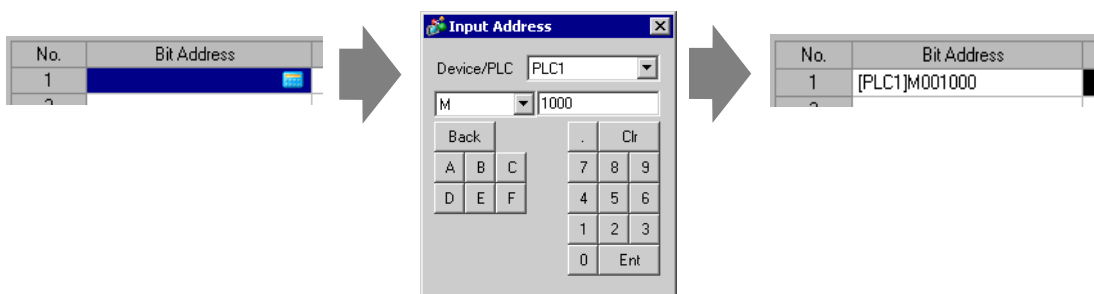 No. Bit Address
1
2
Input Address
Device/PLC PLC1
M 1000
Back . Clr
A B C 7 8 9
D E F 4 5 6
1 2 3
0 Ent
No. Bit Address
1 [PLC1]M001000